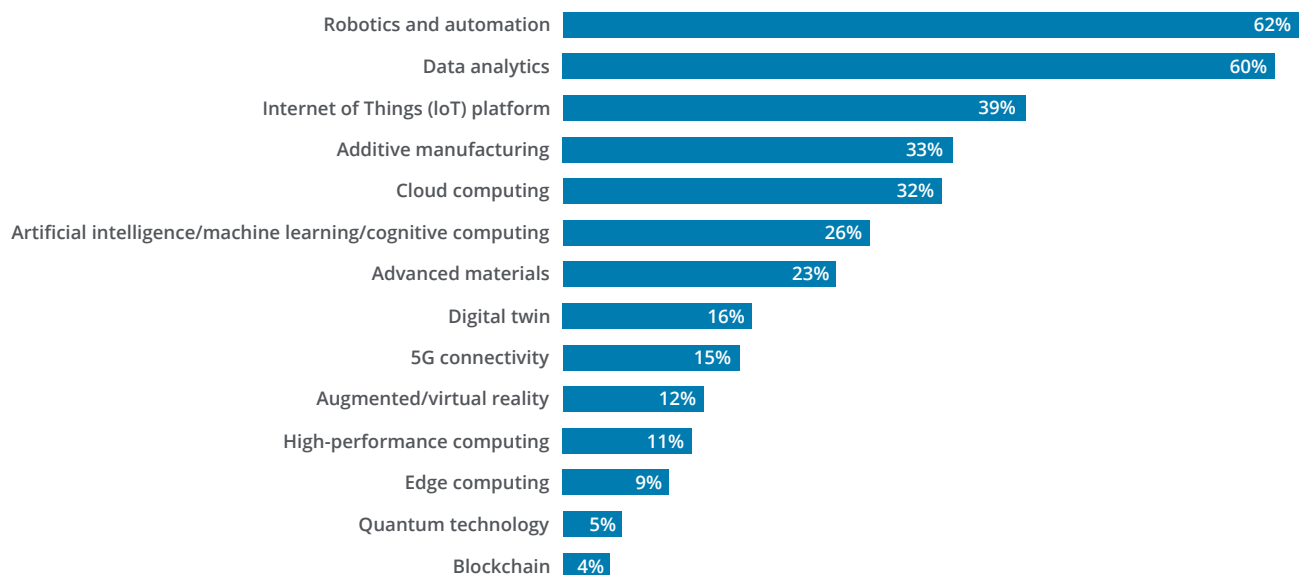 Robotics and automation 62%
Data analytics 60%
Internet of Things (loT) platform 39%
Additive manufacturing 33%
Cloud computing 32%
Artificial intelligence/machine learning/cognitive computing 26%
Advanced materials 23%
Digital twin 16%
5G connectivity 15%
Augmented/virtual reality 12%
High-performance computing 11%
Edge computing 9%
Quantum technology 5%
Blockchain 4%